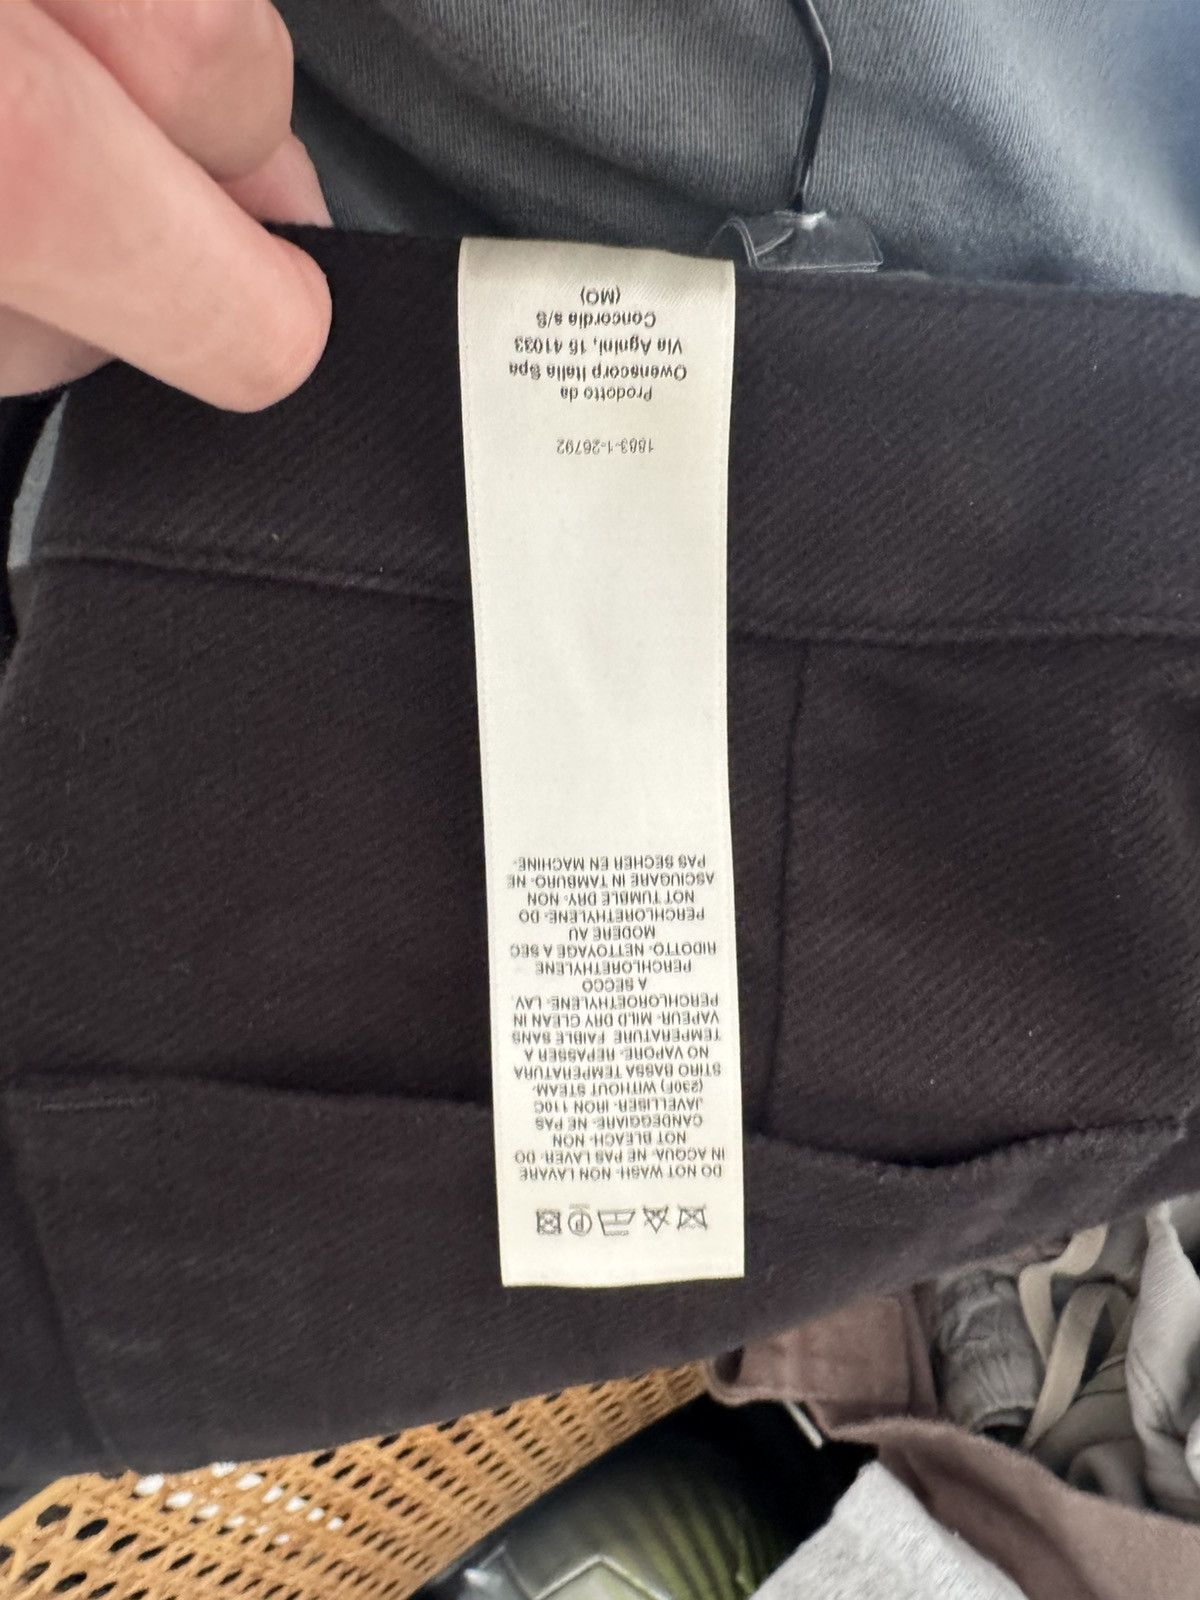 DO NOT WASH- NON LAVARE
IN ACQUA- NE PAS LAVER- DO
NOT BLEACH- NON
CANDEGGIARE- NE PAS
JAVELLISER- IRON 110C
(230F) WITHOUT STEAM-
STIRO BASSA TEMPERATURA
NO VAPORE- REPASSER A
TEMPERATURE FAIBLE SANS
VAPEUR- MILD DRY CLEAN IN
PERCHLOROETHYLENE- LAV.
A SECCO
PERCHLORETHYLENE
RIDOTTO- NETTOYAGE A SEC
MODERE AU
PERCHLORETHYLENE- DO
NOT TUMBLE DRY- NON
ASCIUGARE IN TAMBURO- NE
PAS SECHER EN MACHINE-
1883-1-26792
Prodotto da
Owenscorp Italia Spa
Via Agnini, 15 41033
Concordia s/S
(MO)